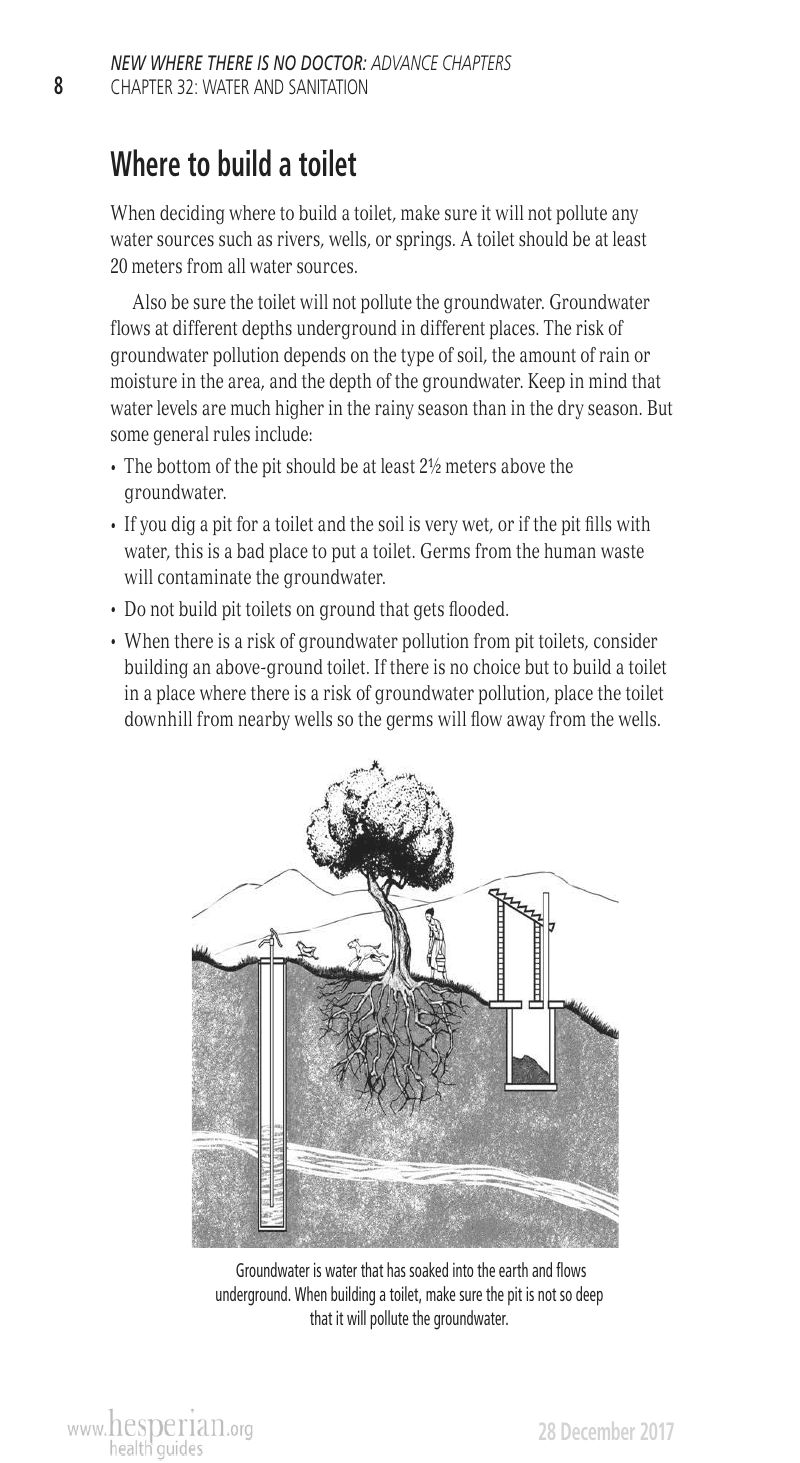 NEW WHERE THERE IS NO DOCTOR: ADVANCE CHAPTERS
8 CHAPTER 32: WATER AND SANITATION
Where to build a toilet
When deciding where to build a toilet, make sure it will not pollute any
water sources such as rivers, wells, or springs. A toilet should be at least
20 meters from all water sources.
Also be sure the toilet will not pollute the groundwater. Groundwater
flows at different depths underground in different places. The risk of
groundwater pollution depends on the type of soil, the amount of rain or
moisture in the area, and the depth of the groundwater. Keep in mind that
water levels are much higher in the rainy season than in the dry season. But
some general rules include:
• The bottom of the pit should be at least 2½ meters above the
groundwater.
• If you dig a pit for a toilet and the soil is very wet, or if the pit fills with
water, this is a bad place to put a toilet. Germs from the human waste
will contaminate the groundwater.
• Do not build pit toilets on ground that gets flooded.
• When there is a risk of groundwater pollution from pit toilets, consider
building an above-ground toilet. If there is no choice but to build a toilet
in a place where there is a risk of groundwater pollution, place the toilet
downhill from nearby wells so the germs will flow away from the wells.
Groundwater is water that has soaked into the earth and flows
underground. When building a toilet, make sure the pit is not so deep
that it will pollute the groundwater.
www.hesperian.org
health guides
28 December 2017